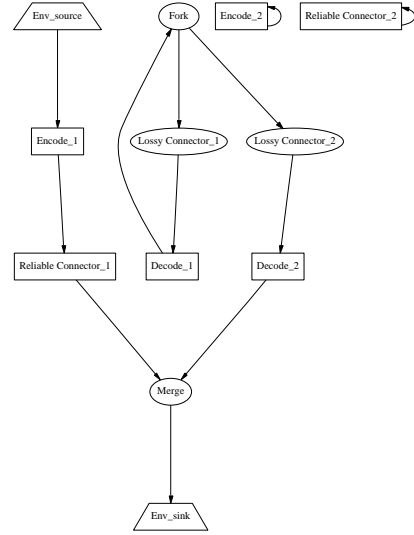 Env_source
Fork
Encode_2
Reliable Connector_2
Encode_1
Lossy Connector_1
Lossy Connector_2
Reliable Connector_1
Decode_1
Decode_2
Merge
Env_sink